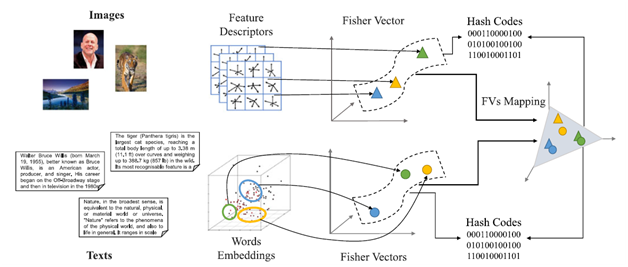 Images
Feature
Descriptors
Fisher Vector
Hash Codes
000110000100
010100100100
110010001101
FVs Mapping
The tiger (Panthera tigris) is the
largest cat species, reaching a
total body length of up to 3.38 m
(11.1 ft) over curves and weighing
up to 388.7 kg (857 lb) in the wild.
Its most recognisable feature is a
Walter Bruce Willis (born March
19, 1955), better known as Bruce
Willis, is an American actor,
producer, and singer. His career
began on the Off-Broadway stage
and then in television in the 1980s
Nature, in the broadest sense, is
equivalent to the natural, physical,
or material world or universe.
"Nature" refers to the phenomena
of the physical world, and also to
life in general. It ranges in scale
Texts
Words
Embeddings
Fisher Vectors
Hash Codes
000110000100
010100100100
110010001101